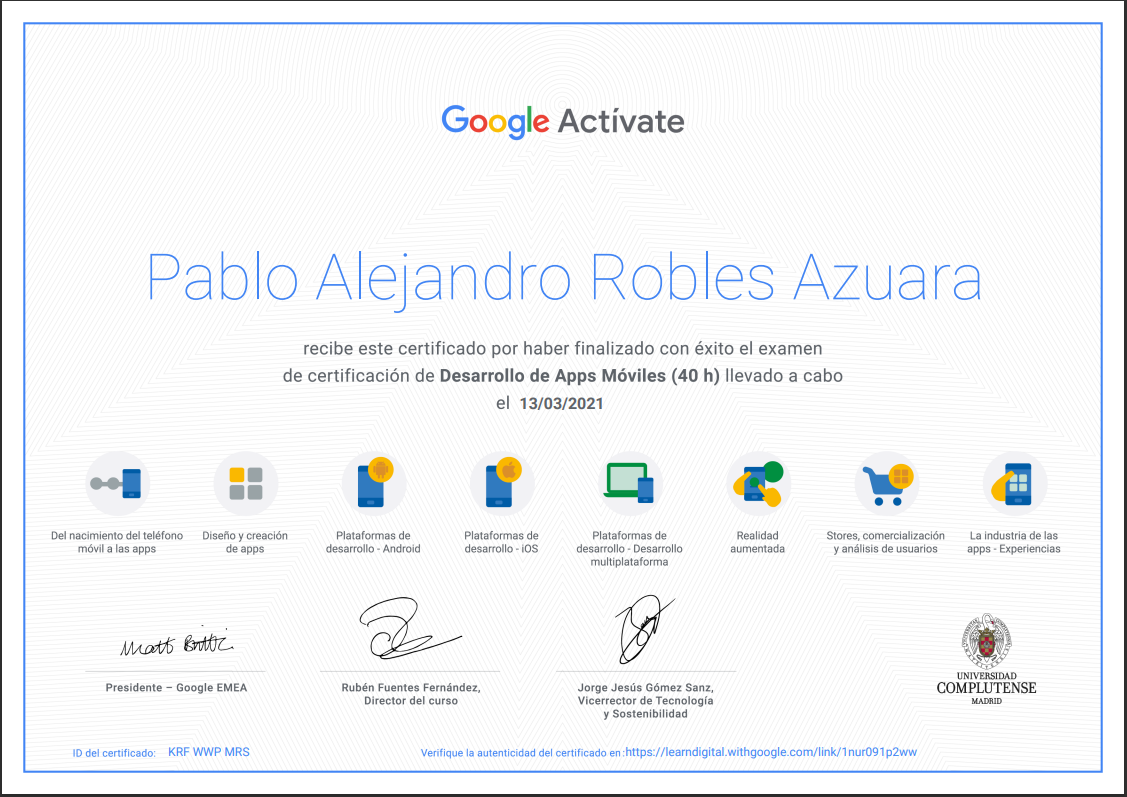 Google Actívate
Pablo Alejandro Robles Azuara
recibe este certificado por haber finalizado con éxito el examen
de certificación de Desarrollo de Apps Móviles (40 h) llevado a cabo
el 13/03/2021
Del nacimiento del teléfono
móvil a las apps
Diseño y creación
de apps
Plataformas de
desarrollo - Android
Plataformas de
desarrollo - iOS
Plataformas de
desarrollo - Desarrollo
multiplataforma
Realidad
aumentada
Stores, comercialización
y análisis de usuarios
La industria de las
apps - Experiencias
Matt Brittin
Presidente – Google EMEA
Rubén Fuentes Fernández,
Director del curso
Jorge Jesús Gómez Sanz,
Vicerrector de Tecnología
y Sostenibilidad
UNIVERSIDAD
COMPLUTENSE
MADRID
ID del certificado: KRF WWP MRS
Verifique la autenticidad del certificado en:https://learndigital.withgoogle.com/link/1nur091p2ww